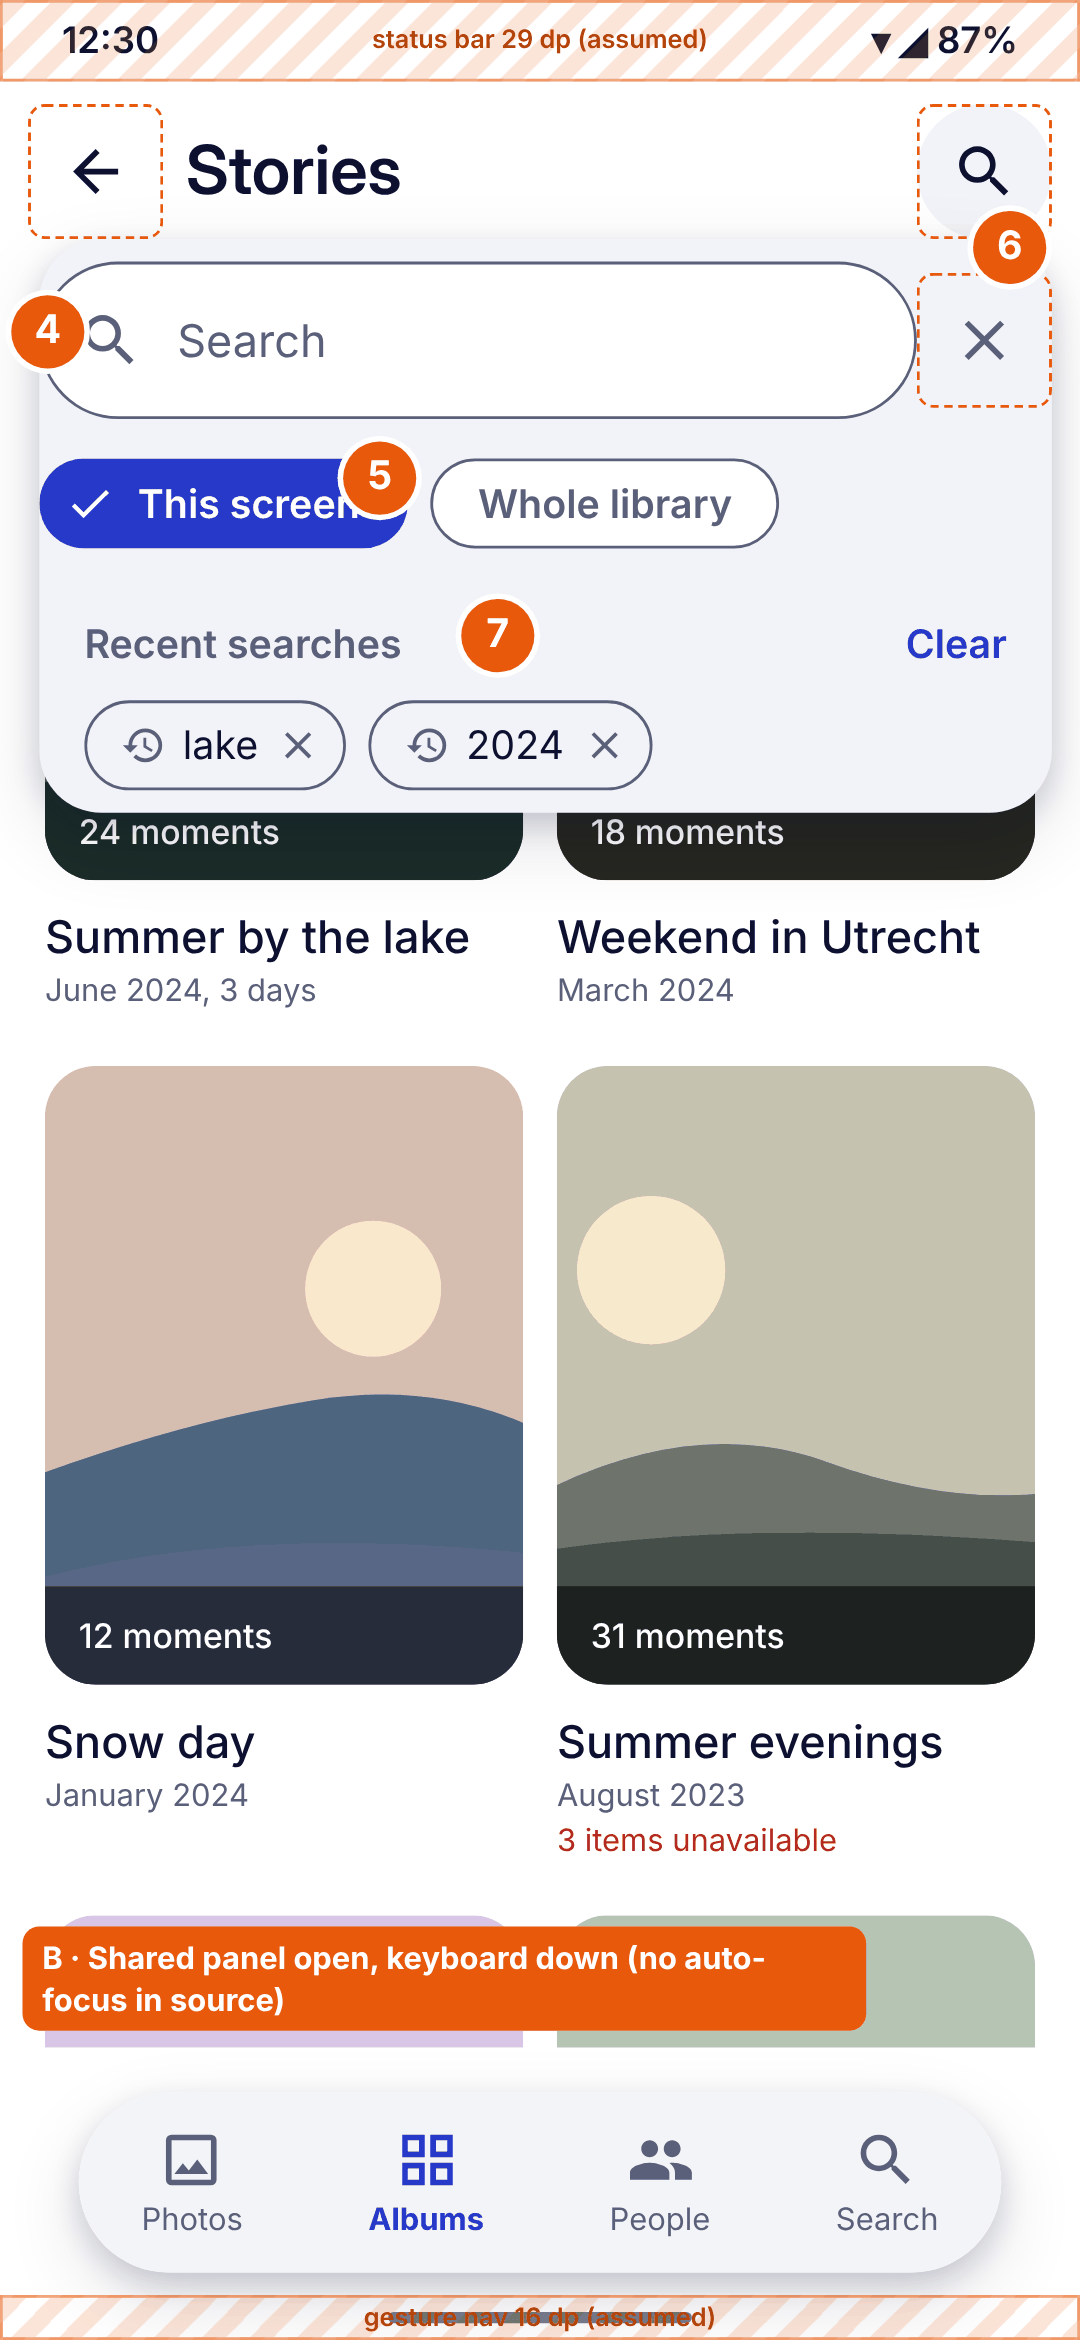 12:30 status bar 29 dp (assumed) 87%
Stories
6
4 Search
This screen 5 Whole library
Recent searches 7 Clear
lake 2024
24 moments 18 moments
Summer by the lake Weekend in Utrecht
June 2024, 3 days March 2024
12 moments 31 moments
Snow day Summer evenings
January 2024 August 2023
3 items unavailable
B · Shared panel open, keyboard down (no auto-
focus in source)
Photos Albums People Search
gesture nav 16 dp (assumed)